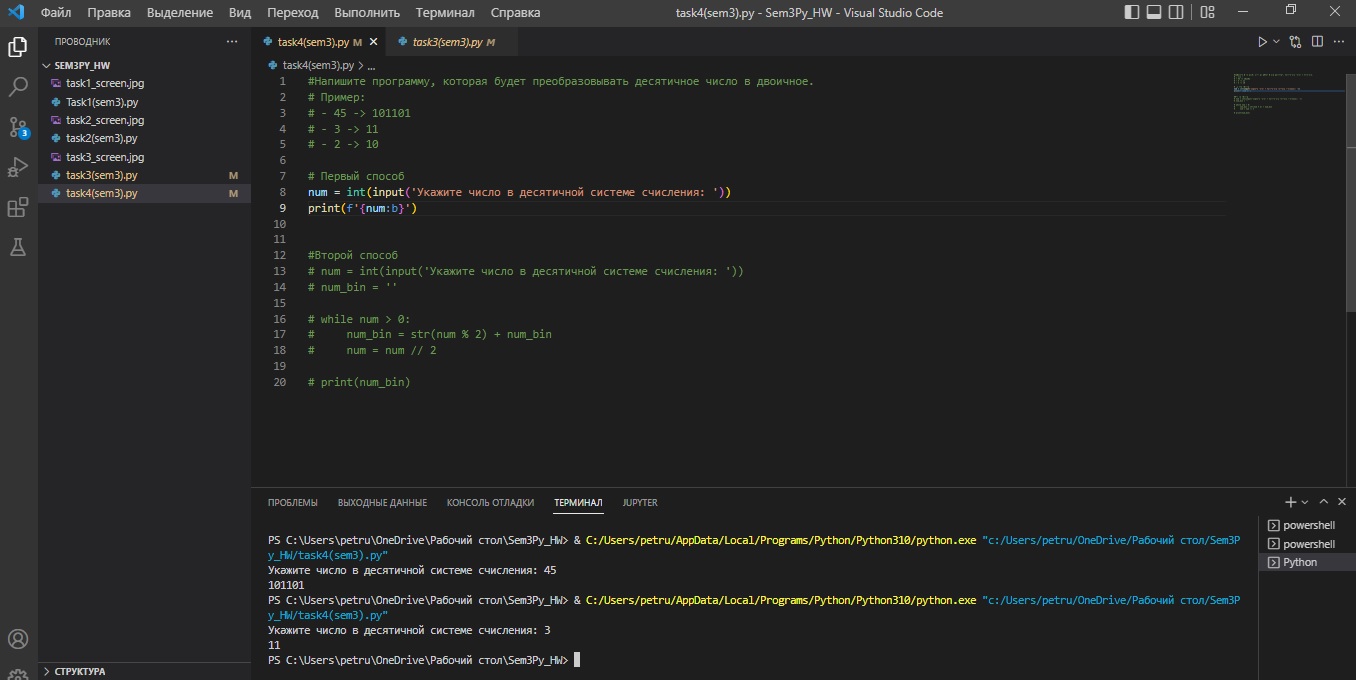 Файл Правка Выделение Вид Переход Выполнить Терминал Справка task4(sem3).py - Sem3Py_HW - Visual Studio Code
ПРОВОДНИК ...
SEM3PY_HW
task1_screen.jpg
Task1(sem3).py
task2_screen.jpg
task2(sem3).py
task3_screen.jpg
task3(sem3).py M
task4(sem3).py M
СТРУКТУРА
3
task4(sem3).py M task3(sem3).py M
task4(sem3).py > ...
1 #Напишите программу, которая будет преобразовывать десятичное число в двоичное.
2 # Пример:
3 # - 45 -> 101101
4 # - 3 -> 11
5 # - 2 -> 10
6
7 # Первый способ
8 num = int(input('Укажите число в десятичной системе счисления: '))
9 print(f'{num:b}')
10
11
12 #Второй способ
13 # num = int(input('Укажите число в десятичной системе счисления: '))
14 # num_bin = ''
15
16 # while num > 0:
17 #     num_bin = str(num % 2) + num_bin
18 #     num = num // 2
19
20 # print(num_bin)
ПРОБЛЕМЫ ВЫХОДНЫЕ ДАННЫЕ КОНСОЛЬ ОТЛАДКИ ТЕРМИНАЛ JUPYTER
PS C:\Users\petru\OneDrive\Рабочий стол\Sem3Py_HW> & C:/Users/petru/AppData/Local/Programs/Python/Python310/python.exe "c:/Users/petru/OneDrive/Рабочий стол/Sem3P
y_HW/task4(sem3).py"
Укажите число в десятичной системе счисления: 45
101101
PS C:\Users\petru\OneDrive\Рабочий стол\Sem3Py_HW> & C:/Users/petru/AppData/Local/Programs/Python/Python310/python.exe "c:/Users/petru/OneDrive/Рабочий стол/Sem3P
y_HW/task4(sem3).py"
Укажите число в десятичной системе счисления: 3
11
PS C:\Users\petru\OneDrive\Рабочий стол\Sem3Py_HW>
powershell
powershell
Python